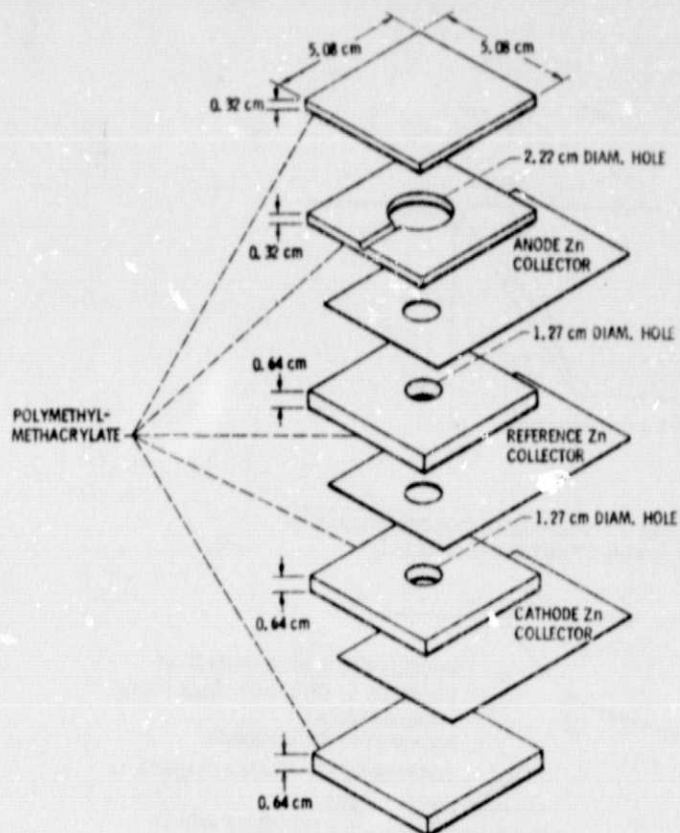 5.08 cm
5.08 cm
0.32 cm
2.22 cm DIAM. HOLE
0.32 cm
ANODE Zn
COLLECTOR
1.27 cm DIAM. HOLE
0.64 cm
POLYMETHYL-
METHACRYLATE
REFERENCE Zn
COLLECTOR
1.27 cm DIAM. HOLE
0.64 cm
CATHODE Zn
COLLECTOR
0.64 cm